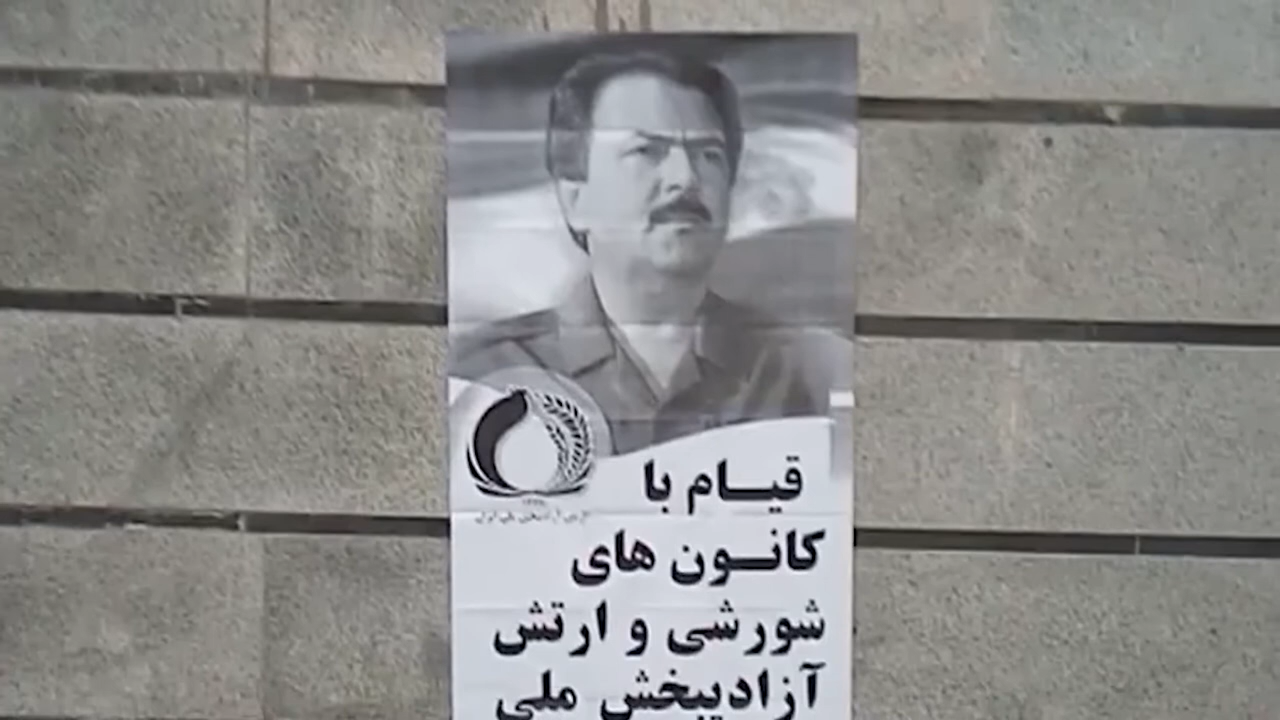 قیام با
کانون های
شورشی و ارتش
آزادیبخش ملی